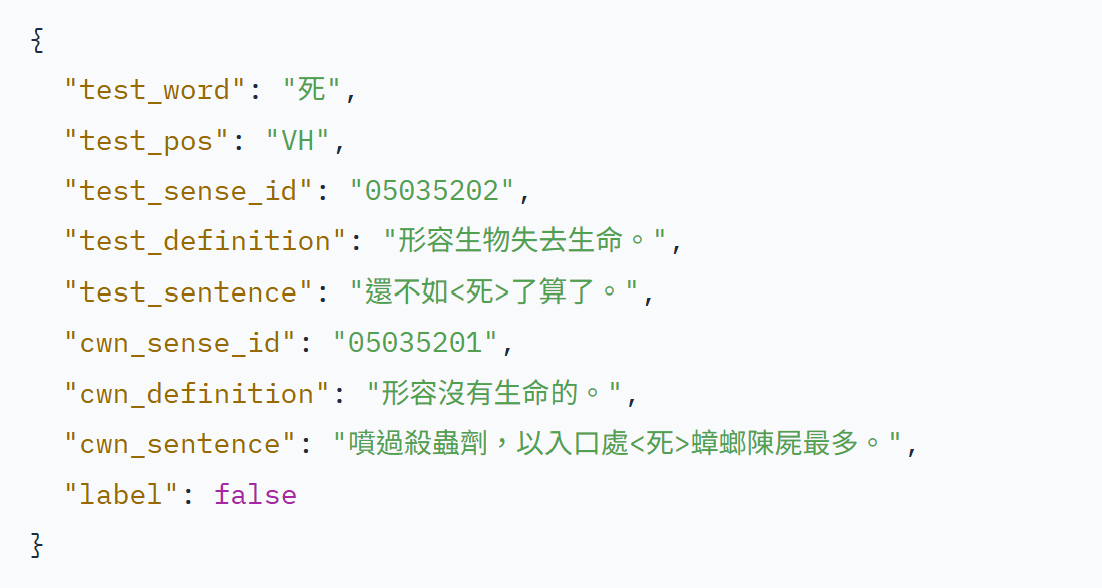 {
"test_word": "死",
"test_pos": "VH",
"test_sense_id": "05035202",
"test_definition": "形容生物失去生命。",
"test_sentence": "還不如<死>了算了。",
"cwn_sense_id": "05035201",
"cwn_definition": "形容沒有生命的。",
"cwn_sentence": "噴過殺蟲劑，以入口處<死>蟑螂陳屍最多。",
"label": false
}